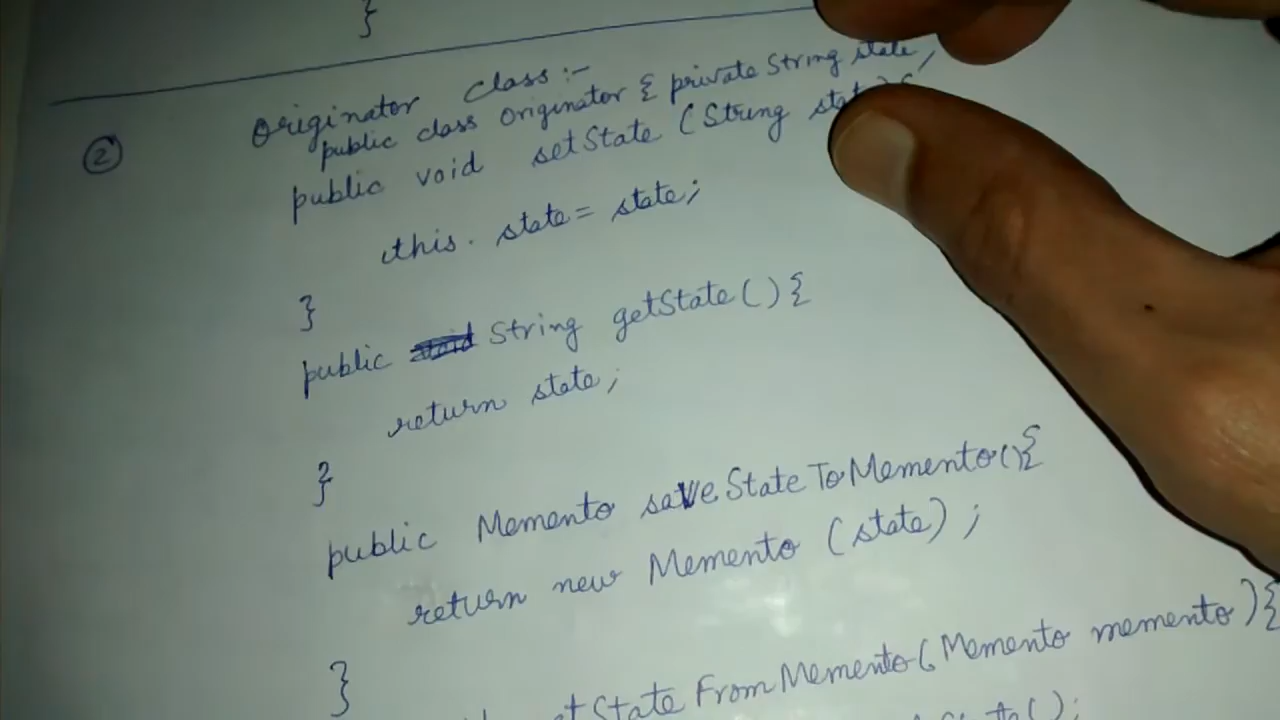 }
② Originator Class:-
public class Originator { private String state;
public void setState (String
this. state = state;
}
public String getState() {
return state;
}
public Memento saveStateToMemento(){
return new Memento (state) ;
}
State From Memento (Memento memento){
();